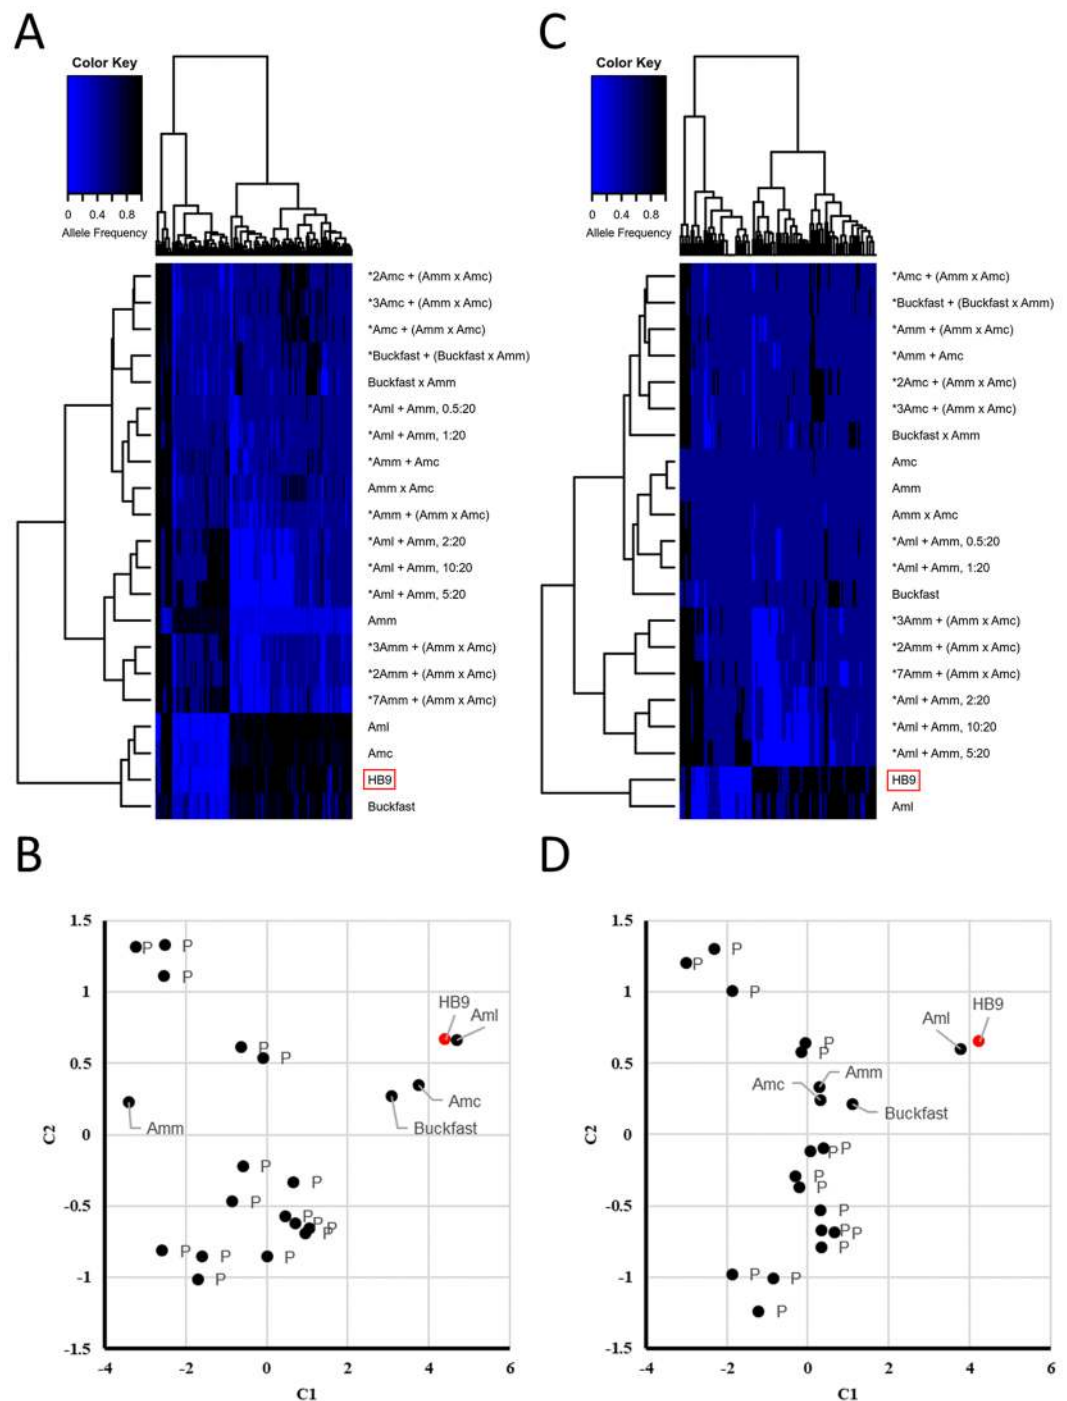 A
Color Key
0 0.4 0.8
Allele Frequency
*2Amc + (Amm x Amc)
*3Amc + (Amm x Amc)
*Amc + (Amm x Amc)
*Buckfast + (Buckfast x Amm)
Buckfast x Amm
*Aml + Amm, 0.5:20
*Aml + Amm, 1:20
*Amm + Amc
Amm x Amc
*Amm + (Amm x Amc)
*Aml + Amm, 2:20
*Aml + Amm, 10:20
*Aml + Amm, 5:20
Amm
*3Amm + (Amm x Amc)
*2Amm + (Amm x Amc)
*7Amm + (Amm x Amc)
Aml
Amc
HB9
Buckfast
C
Color Key
0 0.4 0.8
Allele Frequency
*Amc + (Amm x Amc)
*Buckfast + (Buckfast x Amm)
*Amm + (Amm x Amc)
*Amm + Amc
*2Amc + (Amm x Amc)
*3Amc + (Amm x Amc)
Buckfast x Amm
Amc
Amm
Amm x Amc
*Aml + Amm, 0.5:20
*Aml + Amm, 1:20
Buckfast
*3Amm + (Amm x Amc)
*2Amm + (Amm x Amc)
*7Amm + (Amm x Amc)
*Aml + Amm, 2:20
*Aml + Amm, 10:20
*Aml + Amm, 5:20
HB9
Aml
B
1.5
P P
P
1
HB9
Aml
P
0.5
Amc
Amm
Buckfast
0
C2
P
P
P
-0.5
P
P
P
P
P
P
P
-1
P
-1.5
-4 -2 0 2 4 6
C1
D
1.5
P
P
P
1
HB9
Aml
P
P
0.5
Amm
Amc
Buckfast
0
C2
P
P
P
P
-0.5
P
P P
P
-1
P P
P
-1.5
-4 -2 0 2 4 6
C1